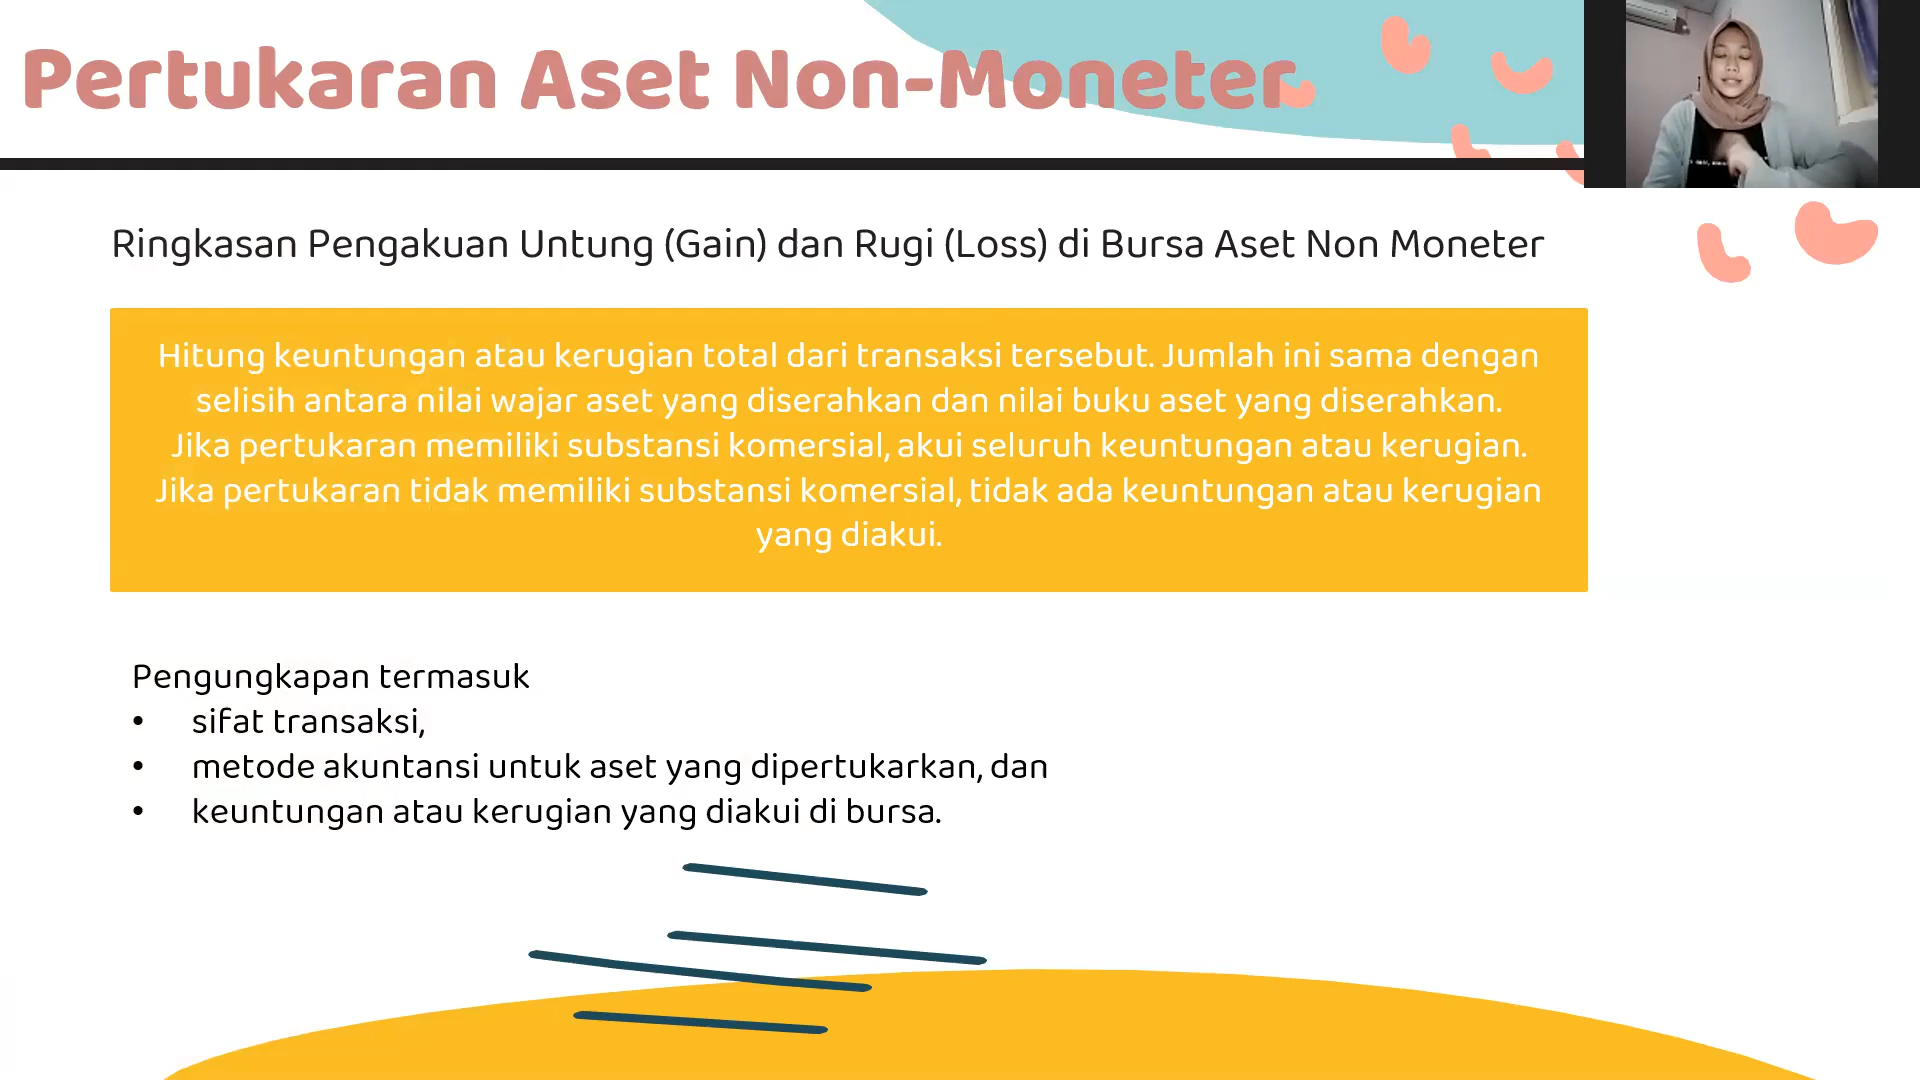 Pertukaran Aset Non-Moneter
Ringkasan Pengakuan Untung (Gain) dan Rugi (Loss) di Bursa Aset Non Moneter
Hitung keuntungan atau kerugian total dari transaksi tersebut. Jumlah ini sama dengan
selisih antara nilai wajar aset yang diserahkan dan nilai buku aset yang diserahkan.
Jika pertukaran memiliki substansi komersial, akui seluruh keuntungan atau kerugian.
Jika pertukaran tidak memiliki substansi komersial, tidak ada keuntungan atau kerugian
yang diakui.
Pengungkapan termasuk
• sifat transaksi,
• metode akuntansi untuk aset yang dipertukarkan, dan
• keuntungan atau kerugian yang diakui di bursa.